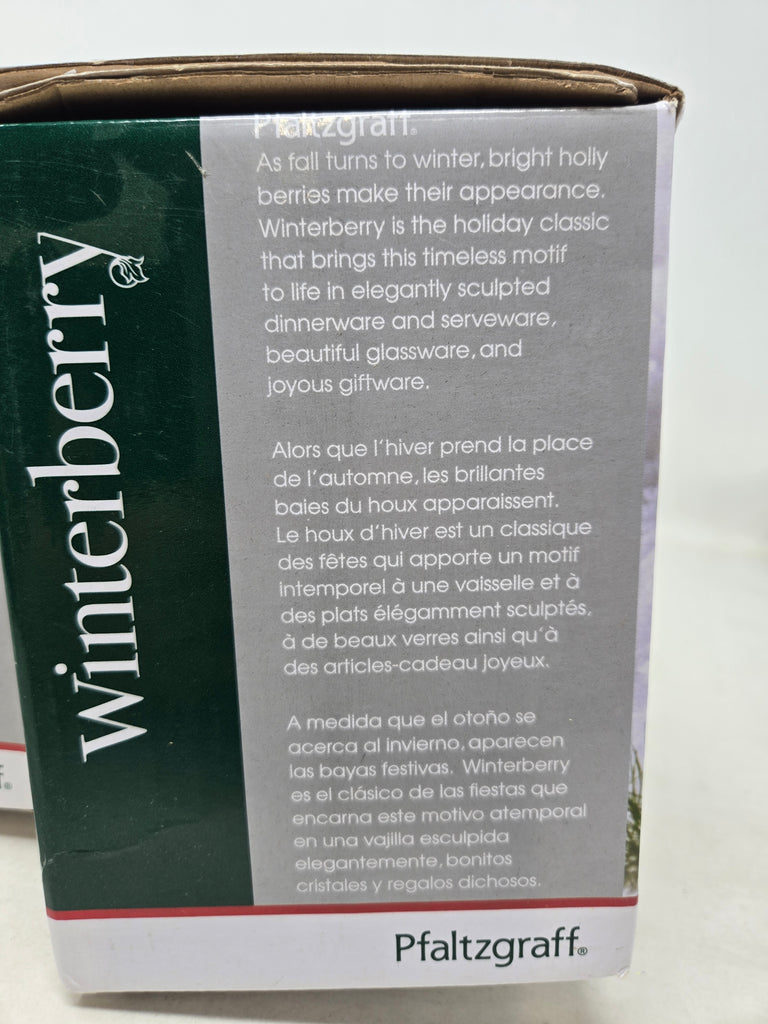 Pfaltzgraff®
As fall turns to winter, bright holly
berries make their appearance.
Winterberry is the holiday classic
that brings this timeless motif
to life in elegantly sculpted
dinnerware and serveware,
beautiful glassware, and
joyous giftware.
Alors que l'hiver prend la place
de l'automne, les brillantes
baies du houx apparaissent.
Le houx d'hiver est un classique
des fêtes qui apporte un motif
intemporel à une vaisselle et à
des plats élégamment sculptés,
à de beaux verres ainsi qu'à
des articles-cadeau joyeux.
A medida que el otoño se
acerca al invierno, aparecen
las bayas festivas. Winterberry
es el clásico de las fiestas que
encarna este motivo atemporal
en una vajilla esculpida
elegantemente, bonitos
cristales y regalos dichosos.
Winterberry
f®
Pfaltzgraff®